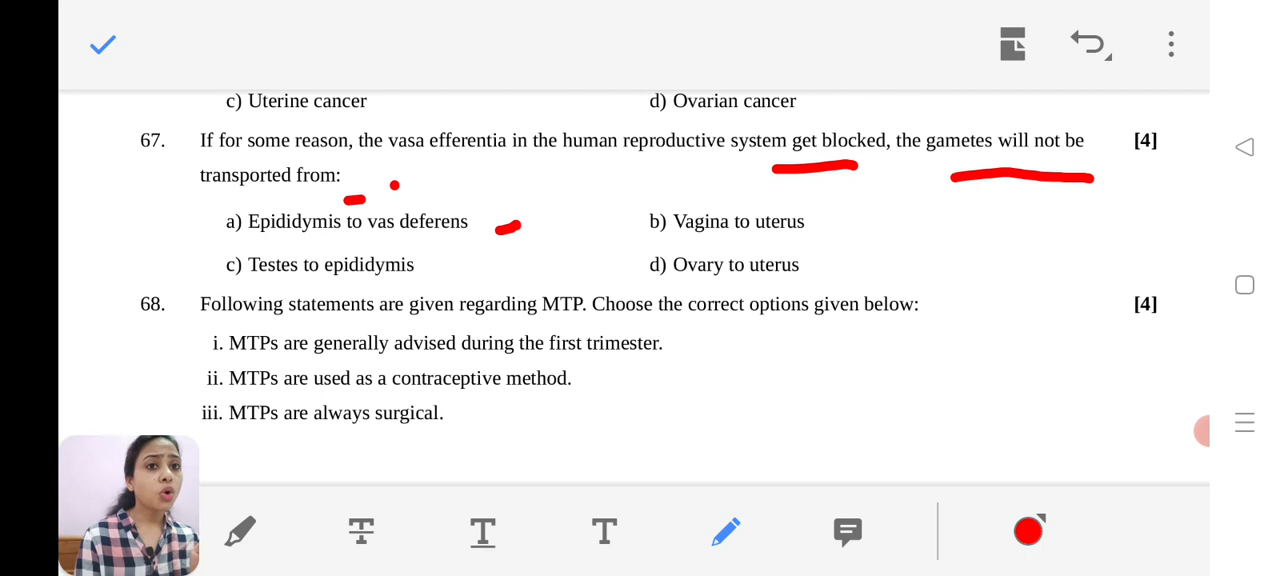 c) Uterine cancer d) Ovarian cancer
67. If for some reason, the vasa efferentia in the human reproductive system get blocked, the gametes will not be [4]
transported from:
a) Epididymis to vas deferens b) Vagina to uterus
c) Testes to epididymis d) Ovary to uterus
68. Following statements are given regarding MTP. Choose the correct options given below: [4]
i. MTPs are generally advised during the first trimester.
ii. MTPs are used as a contraceptive method.
iii. MTPs are always surgical.
T T T